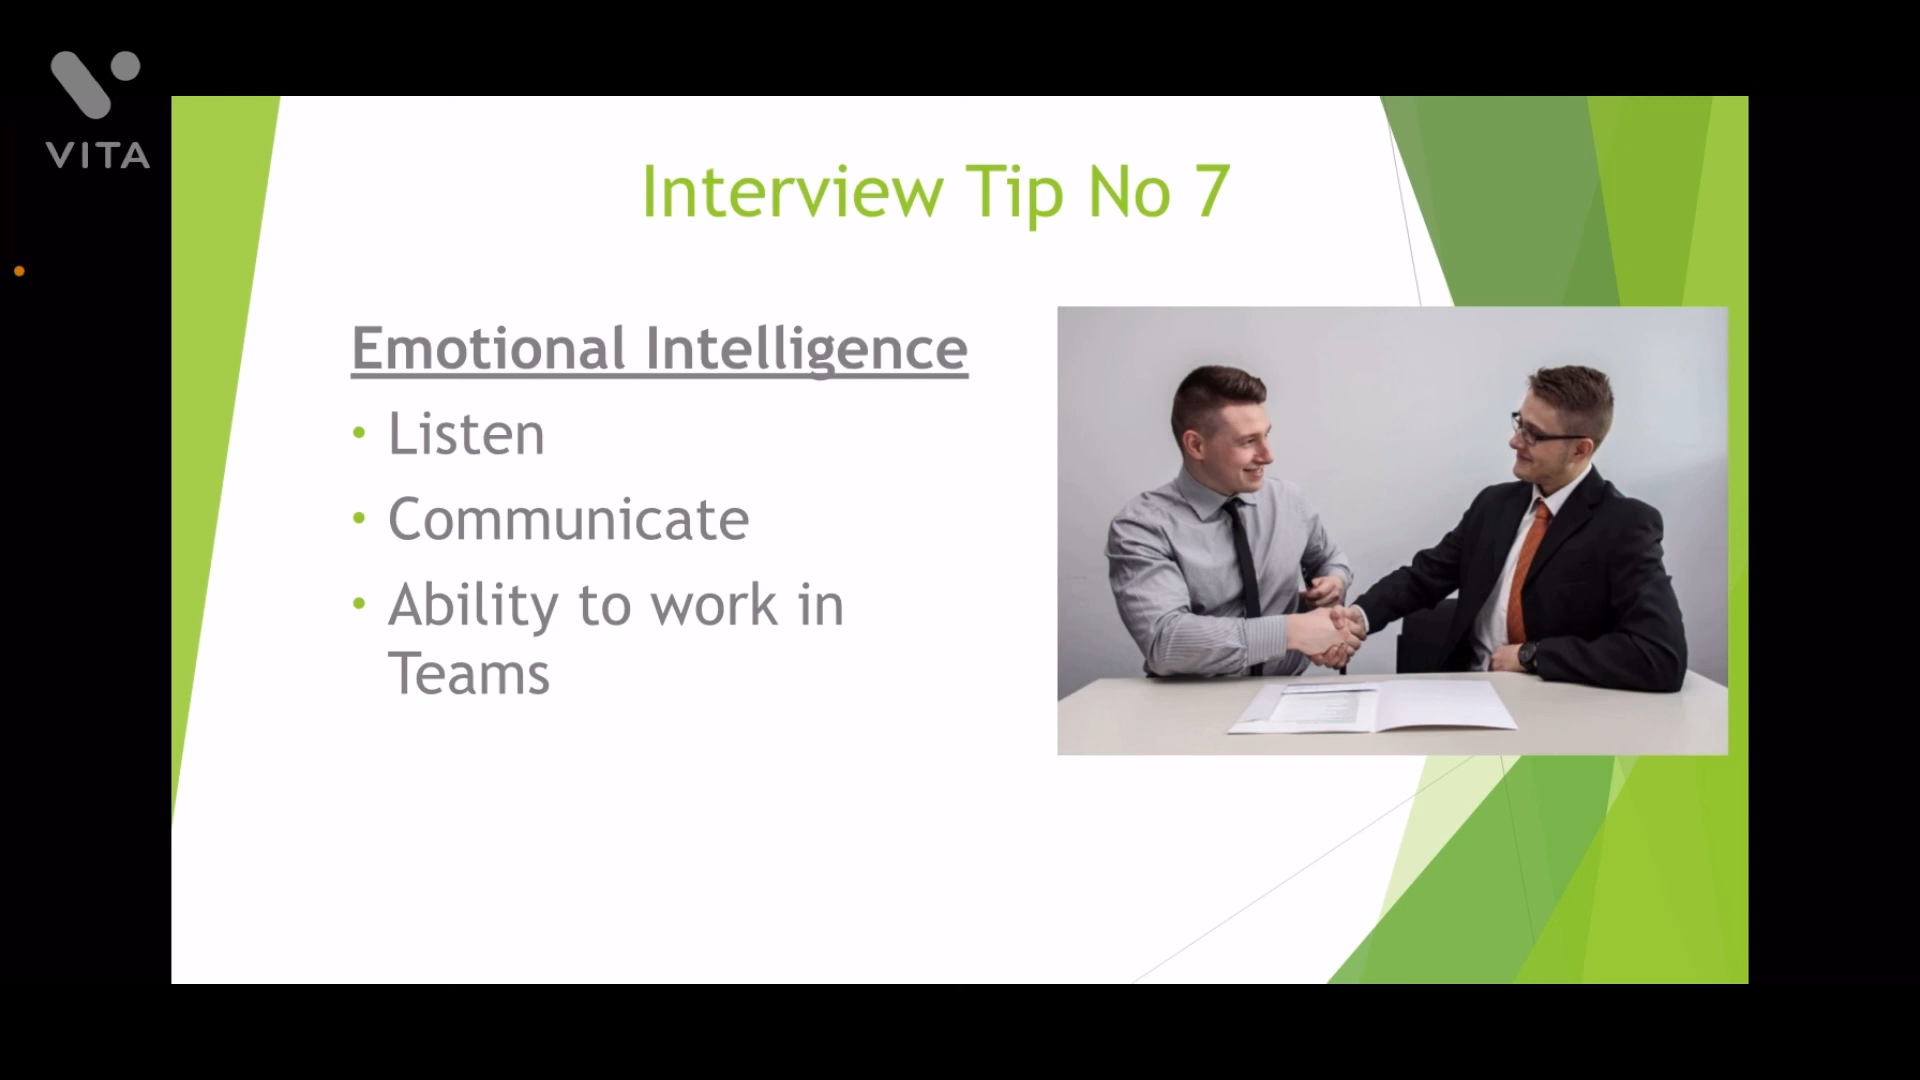 VITA
Interview Tip No 7
Emotional Intelligence
• Listen
• Communicate
• Ability to work in
Teams